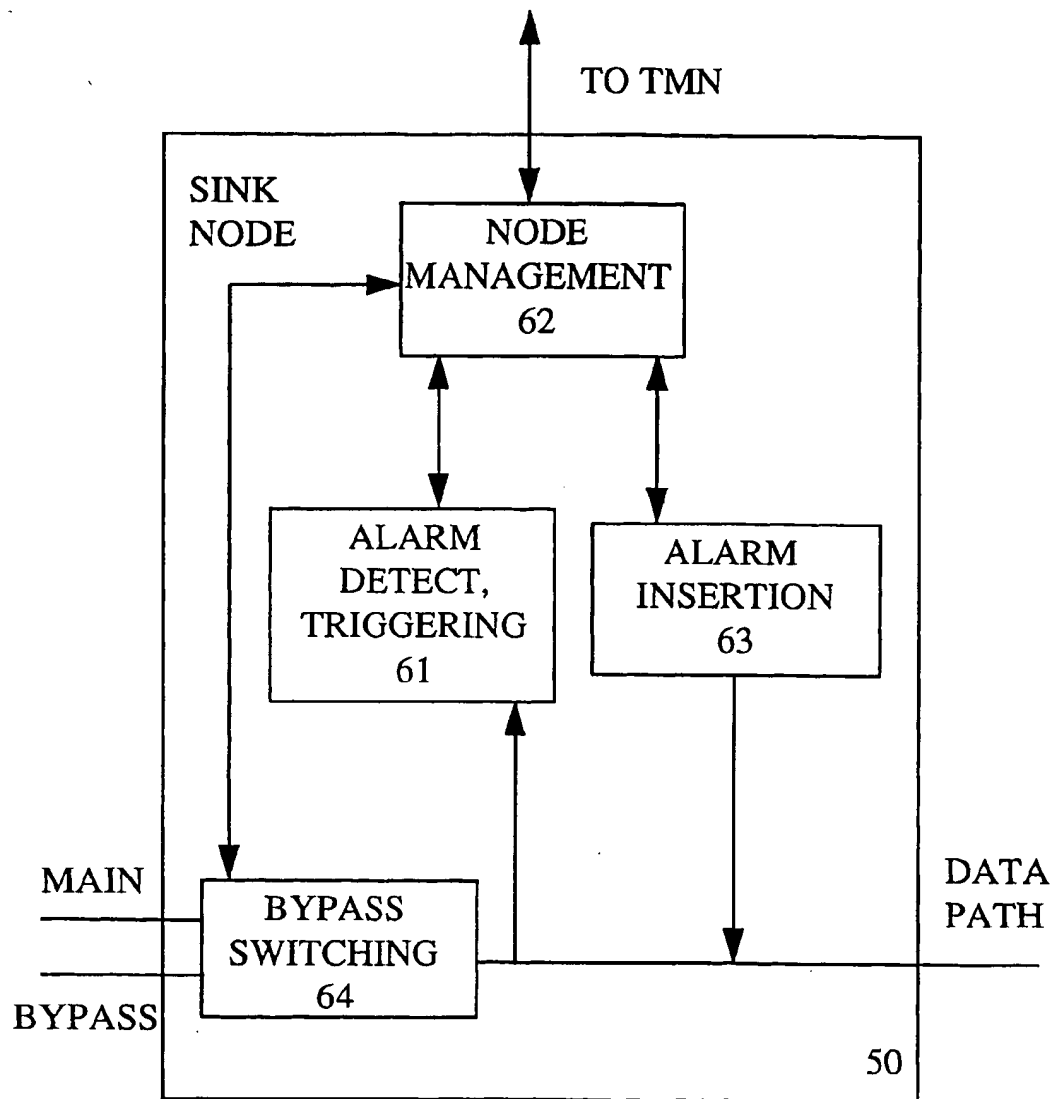 TO TMN
SINK
NODE
NODE
MANAGEMENT
62
ALARM
DETECT,
TRIGGERING
61
ALARM
INSERTION
63
MAIN
BYPASS
BYPASS
SWITCHING
64
DATA
PATH
50